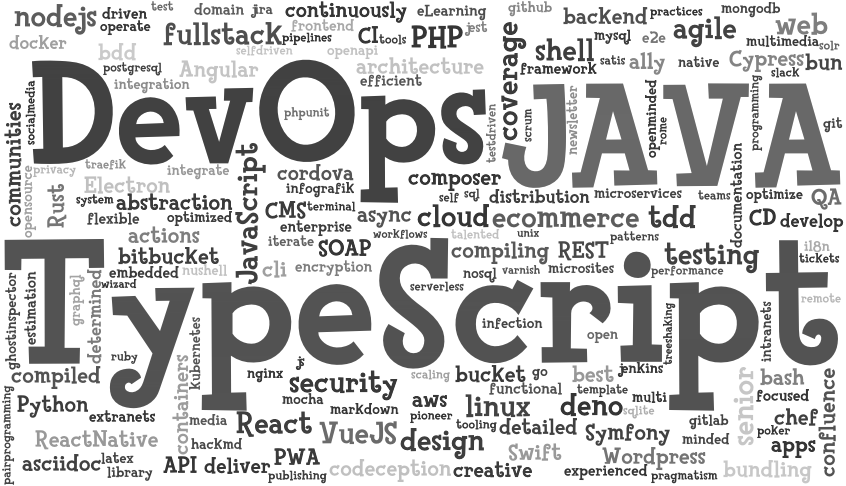 nodejs
driven
operate
test
domain
jra
continuously
eLearning
github
backend
practices
mongodb
docker
bdd
fullstack
frontend
pipelines
CI
tools
PHP
jest
mysql
e2e
agile
web
multimedia
solr
postgresql
selfdriven
openapi
shell
framework
satis
ally
native
Cypress
bun
slack
integration
Angular
architecture
efficient
coverage
socialmedia
DevOps
phpunit
JAVA
testdriven
scrum
newsletter
openminded
rome
programming
git
communities
opensource
privacy
traefik
integrate
Rust
Electron
system
abstraction
flexible
optimized
JavaScript
cordova
infografik
composer
self
sql
distribution
microservices
teams
optimize
QA
documentation
CMS
terminal
enterprise
async
cloud
ecommerce
tdd
CD
develop
actions
iterate
SOAP
workflows
talented
unix
patterns
bitbucket
embedded
nushell
cli
encryption
compiling
REST
testing
il8n
tickets
nosql
varnish
microsites
performance
wizard
serverless
remote
TypeScript
ghostinspector
estimation
graphql
determined
infection
open
treeshaking
intranets
ruby
containers
Kubernetes
nginx
js
compiled
security
scaling
bucket
go
jenkins
best
bash
functional
template
multi
focused
senior
confluence
pairprogramming
Python
extranets
media
mocha
markdown
aws
pioneer
linux
deno
sqlite
chef
gitlab
poker
ReactNative
hacKmd
React
VueJS
design
tooling
detailed
Symfony
minded
apps
asciidoc
latex
library
API
deliver
PWA
publishing
codeception
creative
Swift
experienced
Wordpress
pragmatism
bundling